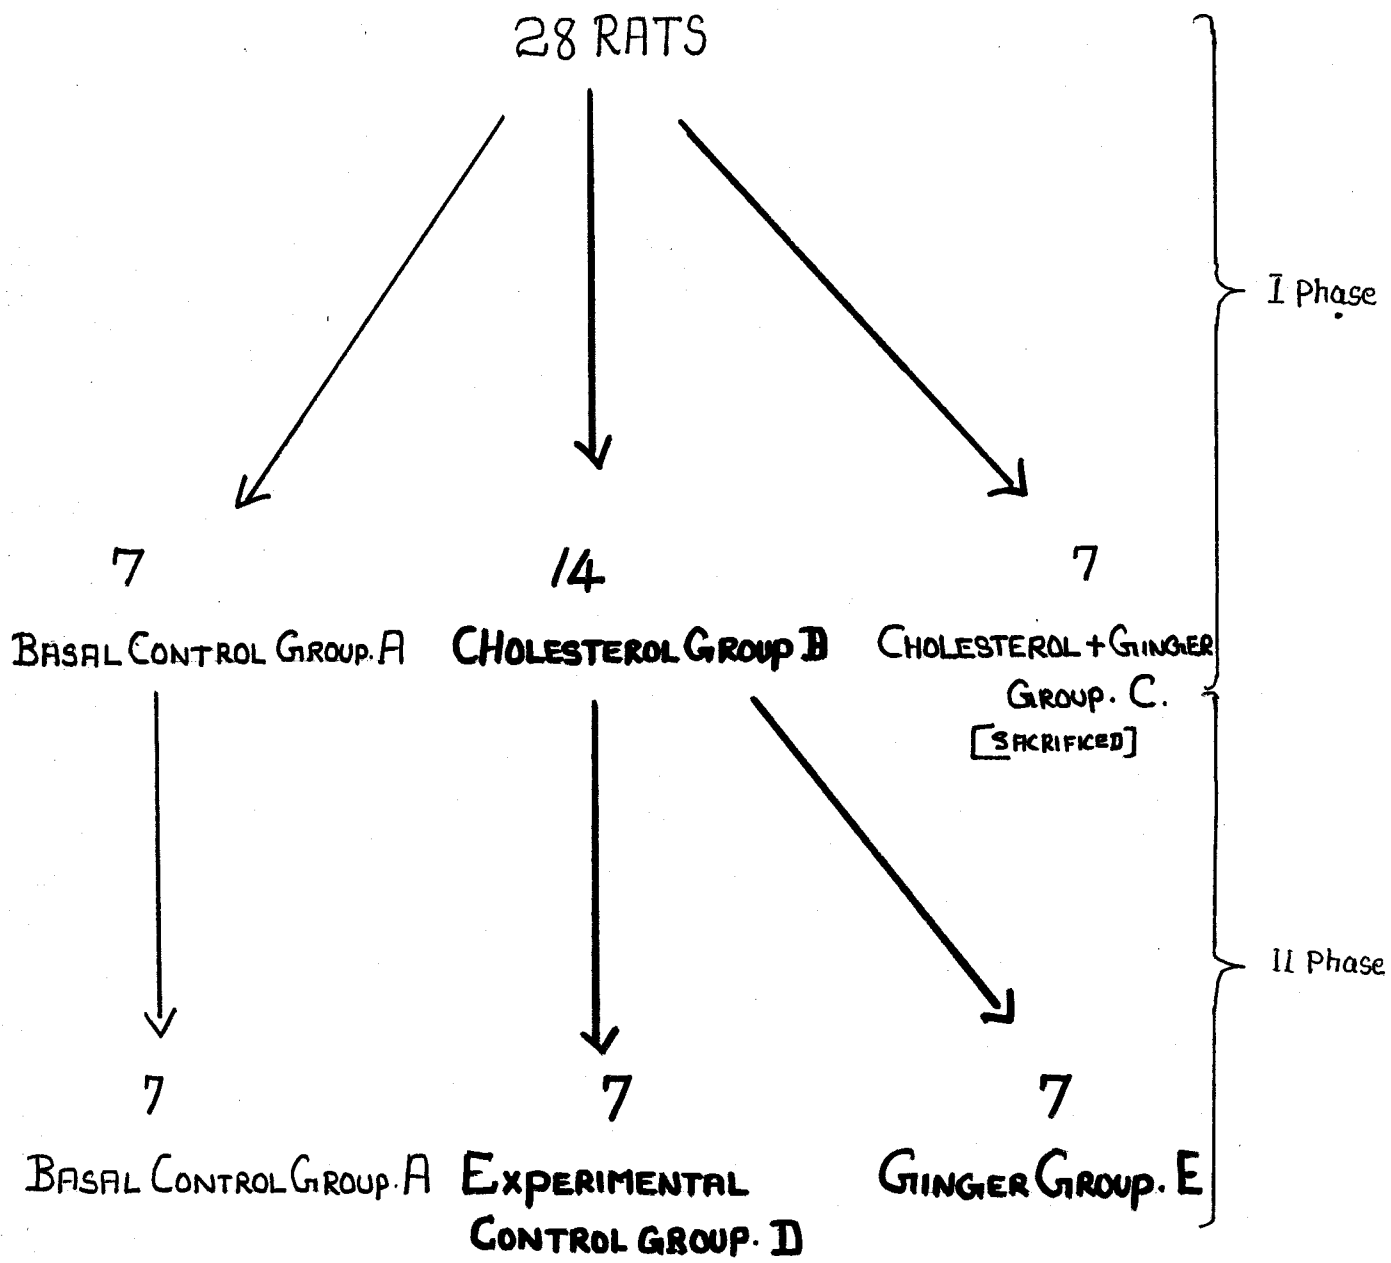 28 RATS
I Phase
7
14
7
BASAL CONTROL GROUP. A
CHOLESTEROL GROUP B
CHOLESTEROL + GINGER
GROUP. C.
[SACRIFICED]
II Phase
7
7
7
BASAL CONTROL GROUP. A
EXPERIMENTAL
CONTROL GROUP. D
GINGER GROUP. E